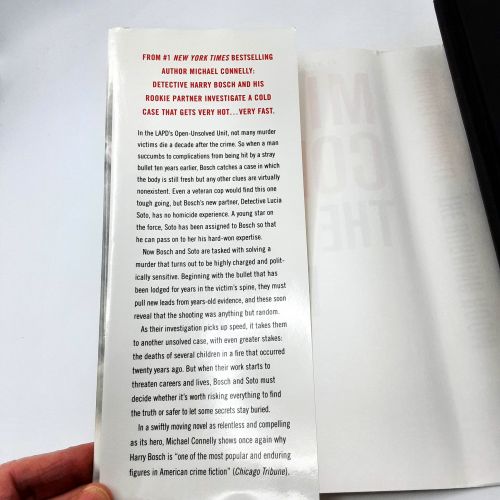 FROM #1 NEW YORK TIMES BESTSELLING
AUTHOR MICHAEL CONNELLY:
DETECTIVE HARRY BOSCH AND HIS
ROOKIE PARTNER INVESTIGATE A COLD
CASE THAT GETS VERY HOT...VERY FAST.
In the LAPD's Open-Unsolved Unit, not many murder
victims die a decade after the crime. So when a man
succumbs to complications from being hit by a stray
bullet ten years earlier, Bosch catches a case in which
the body is still fresh but any other clues are virtually
nonexistent. Even a veteran cop would find this one
tough going, but Bosch's new partner, Detective Lucia
Soto, has no homicide experience. A young star on
the force, Soto has been assigned to Bosch so that
he can pass on to her his hard-won expertise.
Now Bosch and Soto are tasked with solving a
murder that turns out to be highly charged and polit-
ically sensitive. Beginning with the bullet that has
been lodged for years in the victim's spine, they must
pull new leads from years-old evidence, and these soon
reveal that the shooting was anything but random.
As their investigation picks up speed, it takes them
to another unsolved case, with even greater stakes:
the deaths of several children in a fire that occurred
twenty years ago. But when their work starts to
threaten careers and lives, Bosch and Soto must
decide whether it's worth risking everything to find
the truth or safer to let some secrets stay buried.
In a swiftly moving novel as relentless and compelling
as its hero, Michael Connelly shows once again why
Harry Bosch is "one of the most popular and enduring
figures in American crime fiction" (Chicago Tribune).